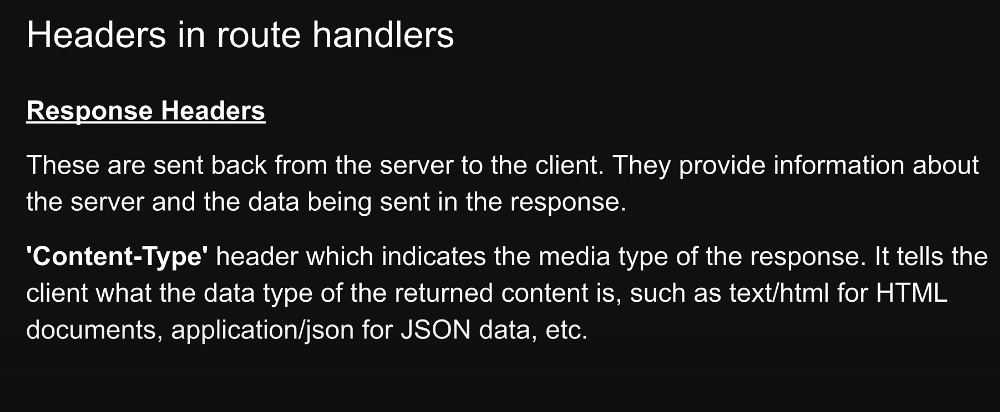 Headers in route handlers
Response Headers
These are sent back from the server to the client. They provide information about
the server and the data being sent in the response.
'Content-Type' header which indicates the media type of the response. It tells the
client what the data type of the returned content is, such as text/html for HTML
documents, application/json for JSON data, etc.